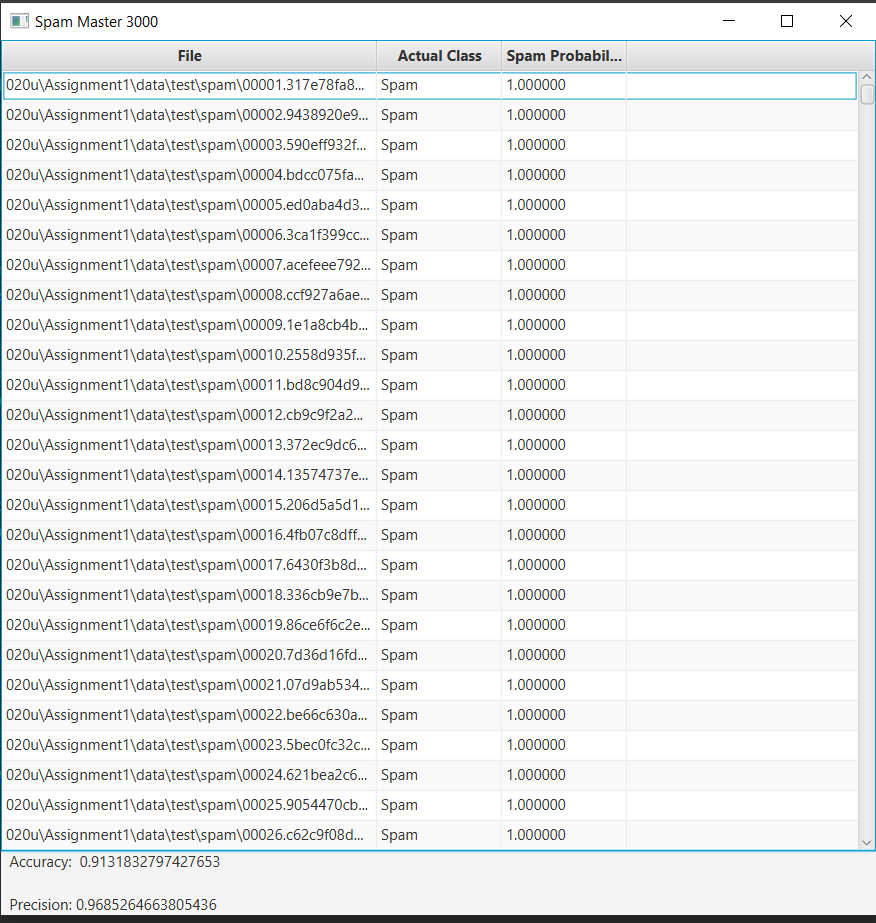 Spam Master 3000
File Actual Class Spam Probabil...
020u\Assignment1\data\test\spam\00001.317e78fa8... Spam 1.000000
020u\Assignment1\data\test\spam\00002.9438920e9... Spam 1.000000
020u\Assignment1\data\test\spam\00003.590eff932f... Spam 1.000000
020u\Assignment1\data\test\spam\00004.bdcc075fa... Spam 1.000000
020u\Assignment1\data\test\spam\00005.ed0aba4d3... Spam 1.000000
020u\Assignment1\data\test\spam\00006.3ca1f399cc... Spam 1.000000
020u\Assignment1\data\test\spam\00007.acefeee792... Spam 1.000000
020u\Assignment1\data\test\spam\00008.ccf927a6ae... Spam 1.000000
020u\Assignment1\data\test\spam\00009.1e1a8cb4b... Spam 1.000000
020u\Assignment1\data\test\spam\00010.2558d935f... Spam 1.000000
020u\Assignment1\data\test\spam\00011.bd8c904d9... Spam 1.000000
020u\Assignment1\data\test\spam\00012.cb9c9f2a2... Spam 1.000000
020u\Assignment1\data\test\spam\00013.372ec9dc6... Spam 1.000000
020u\Assignment1\data\test\spam\00014.13574737e... Spam 1.000000
020u\Assignment1\data\test\spam\00015.206d5a5d1... Spam 1.000000
020u\Assignment1\data\test\spam\00016.4fb07c8dff... Spam 1.000000
020u\Assignment1\data\test\spam\00017.6430f3b8d... Spam 1.000000
020u\Assignment1\data\test\spam\00018.336cb9e7b... Spam 1.000000
020u\Assignment1\data\test\spam\00019.86ce6f6c2e... Spam 1.000000
020u\Assignment1\data\test\spam\00020.7d36d16fd... Spam 1.000000
020u\Assignment1\data\test\spam\00021.07d9ab534... Spam 1.000000
020u\Assignment1\data\test\spam\00022.be66c630a... Spam 1.000000
020u\Assignment1\data\test\spam\00023.5bec0fc32c... Spam 1.000000
020u\Assignment1\data\test\spam\00024.621bea2c6... Spam 1.000000
020u\Assignment1\data\test\spam\00025.9054470cb... Spam 1.000000
020u\Assignment1\data\test\spam\00026.c62c9f08d... Spam 1.000000
Accuracy: 0.9131832797427653
Precision: 0.9685264663805436